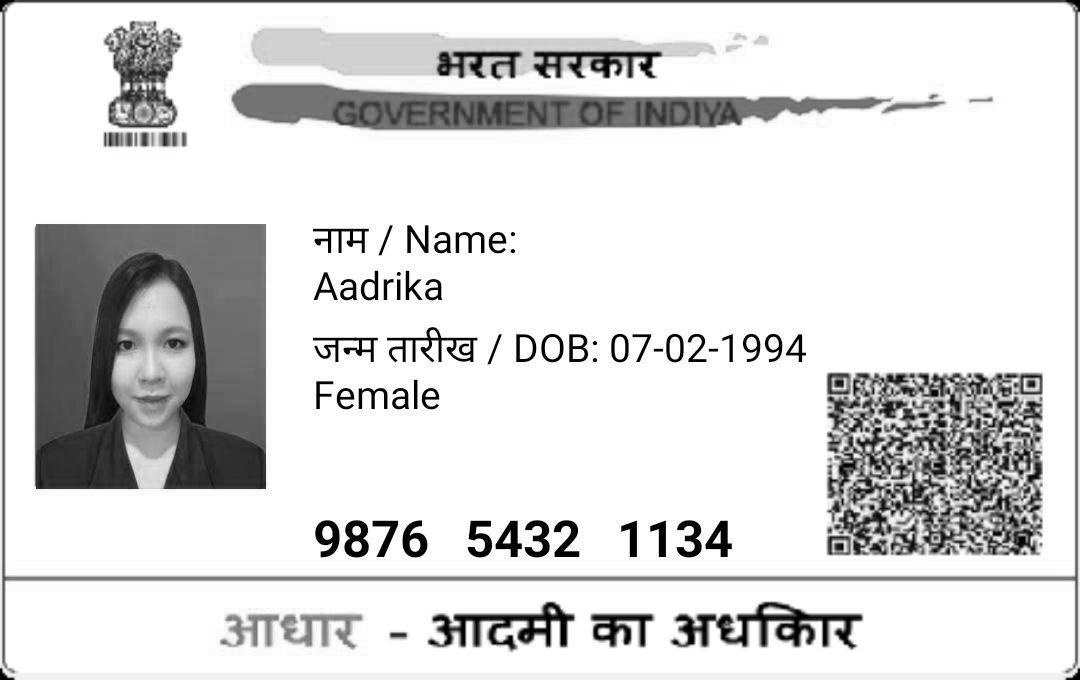 भरत सरकार
GOVERNMENT OF INDIYA
नाम / Name:
Aadrika
जन्म तारीख / DOB: 07-02-1994
Female
9876 5432 1134
आधार - आदमी का अधकिार